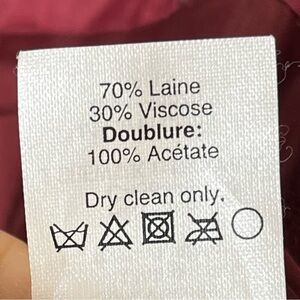 70% Laine
30% Viscose
Doublure:
100% Acétate
Dry clean only.